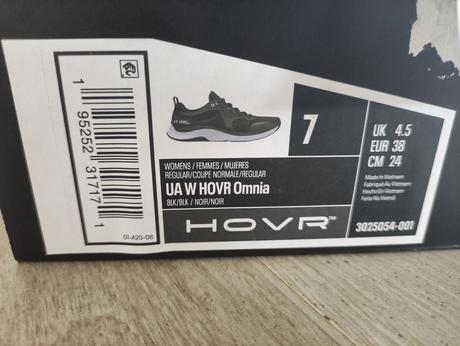 1 95252 31717 1
01-A20-08
WOMENS / FEMMES / MUJERES
REGULAR/COUPE NORMALE/REGULAR
UA W HOVR Omnia
BLK/BLK / NOIR/NOIR
HOVR™
7
UK 4.5
EUR 38
CM 24
Made in Vietnam
Fabriqué Au Vietnam
Hecho En Vietnam
Feito No Vietnã
3025054-001